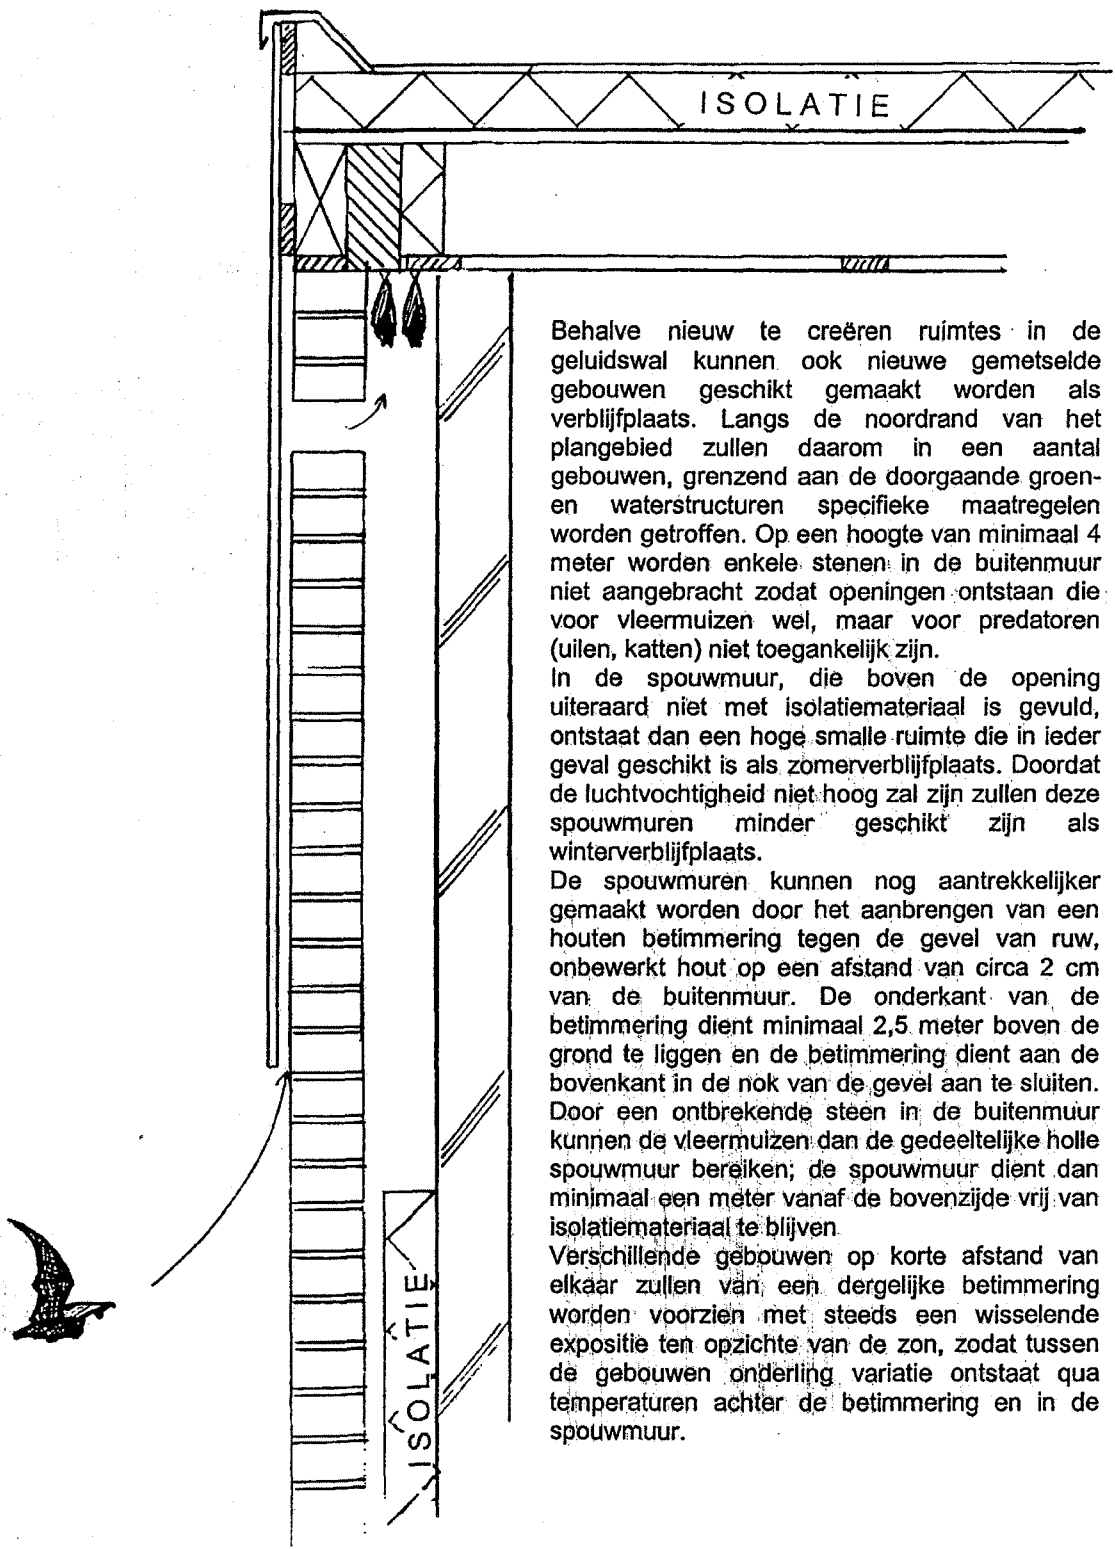 ISOLATIE
Behalve nieuw te creëren ruimtes in de
geluidswal kunnen ook nieuwe gemetselde
gebouwen geschikt gemaakt worden als
verblijfplaats. Langs de noordrand van het
plangebied zullen daarom in een aantal
gebouwen, grenzend aan de doorgaande groen-
en waterstructuren specifieke maatregelen
worden getroffen. Op een hoogte van minimaal 4
meter worden enkele stenen in de buitenmuur
niet aangebracht zodat openingen ontstaan die
voor vleermuizen wel, maar voor predatoren
(uilen, katten) niet toegankelijk zijn.
In de spouwmuur, die boven de opening
uiteraard niet met isolatiemateriaal is gevuld,
ontstaat dan een hoge smalle ruimte die in ieder
geval geschikt is als zomerverblijfplaats. Doordat
de luchtvochtigheid niet hoog zal zijn zullen deze
spouwmuren minder geschikt zijn als
winterverblijfplaats.
De spouwmuren kunnen nog aantrekkelijker
gemaakt worden door het aanbrengen van een
houten betimmering tegen de gevel van ruw,
onbewerkt hout op een afstand van circa 2 cm
van de buitenmuur. De onderkant van de
betimmering dient minimaal 2,5 meter boven de
grond te liggen en de betimmering dient aan de
bovenkant in de nok van de gevel aan te sluiten.
Door een ontbrekende steen in de buitenmuur
kunnen de vleermuizen dan de gedeeltelijke holle
spouwmuur bereiken; de spouwmuur dient dan
minimaal een meter vanaf de bovenzijde vrij van
isolatiemateriaal te blijven
Verschillende gebouwen op korte afstand van
elkaar zullen van een dergelijke betimmering
worden voorzien met steeds een wisselende
expositie ten opzichte van de zon, zodat tussen
de gebouwen onderling variatie ontstaat qua
temperaturen achter de betimmering en in de
spouwmuur.
ISOLATIE